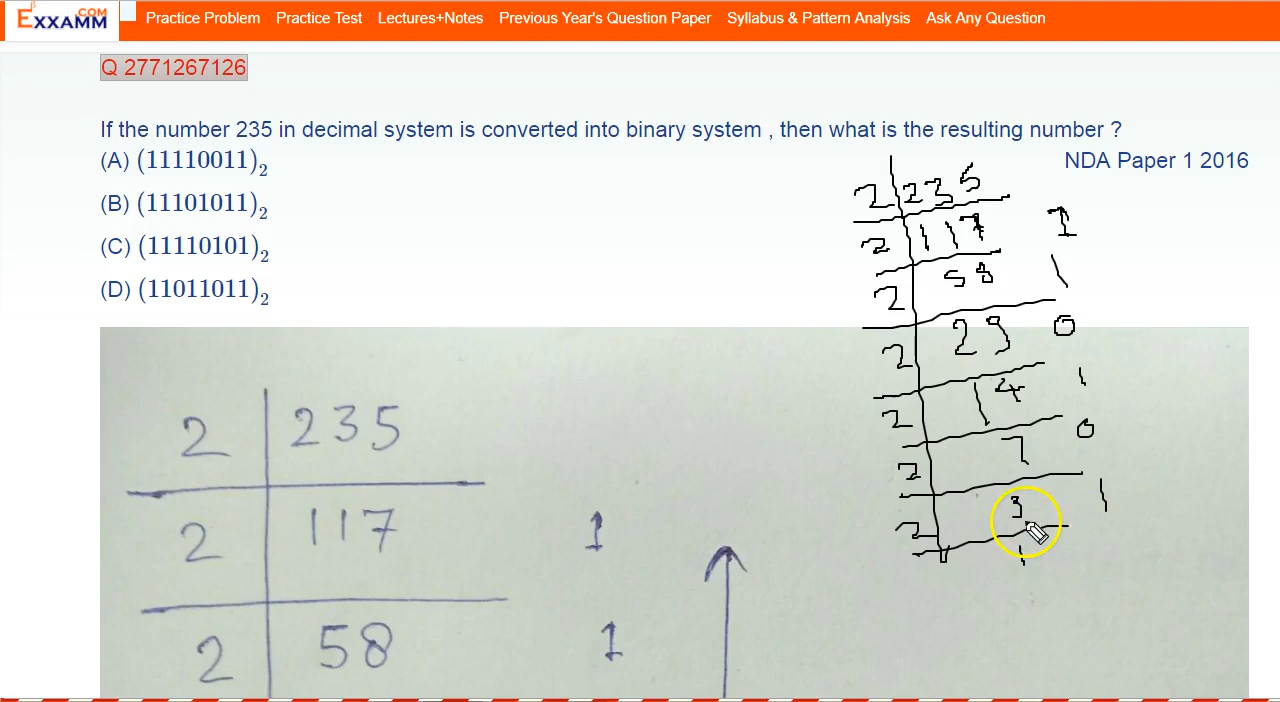 EXXAMM .COM Practice Problem Practice Test Lectures+Notes Previous Year's Question Paper Syllabus & Pattern Analysis Ask Any Question
Q 2771267126
If the number 235 in decimal system is converted into binary system , then what is the resulting number ?
(A) (11110011)₂
NDA Paper 1 2016
(B) (11101011)₂
(C) (11110101)₂
(D) (11011011)₂
2 235
2 117 1
2 58 1
2 29 0
2 14 1
2 7 0
2 3 1
1
2 235
2 117 1
2 58 1